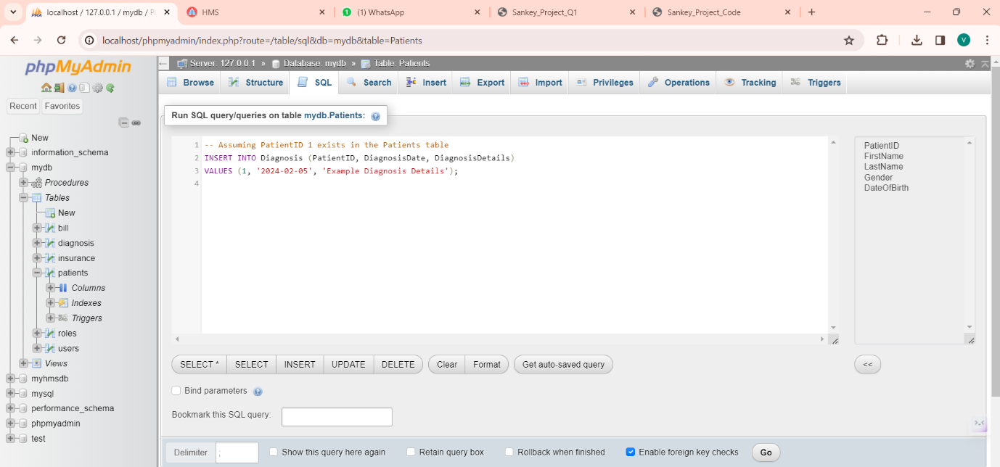 localhost / 127.0.0.1 / mydb / Pa
HMS
(1) WhatsApp
Sankey_Project_Q1
Sankey_Project_Code
localhost/phpmyadmin/index.php?route=/table/sql&db=mydb&table=Patients
V
phpMyAdmin
Recent
Favorites
New
information_schema
mydb
Procedures
Tables
New
bill
diagnosis
insurance
patients
Columns
Indexes
Triggers
roles
users
Views
myhmsdb
mysql
performance_schema
phpmyadmin
test
Server 127.0.0.1 » Database mydb » Table Patients
Browse
Structure
SQL
Search
Insert
Export
Import
Privileges
Operations
Tracking
Triggers
Run SQL query/queries on table mydb.Patients:
1 -- Assuming PatientID 1 exists in the Patients table
2 INSERT INTO Diagnosis (PatientID, DiagnosisDate, DiagnosisDetails)
3 VALUES (1, '2024-02-05', 'Example Diagnosis Details');
4
PatientID
FirstName
LastName
Gender
DateOfBirth
SELECT *
SELECT
INSERT
UPDATE
DELETE
Clear
Format
Get auto-saved query
<<
Bind parameters
Bookmark this SQL query:
Delimiter
;
Show this query here again
Retain query box
Rollback when finished
Enable foreign key checks
Go